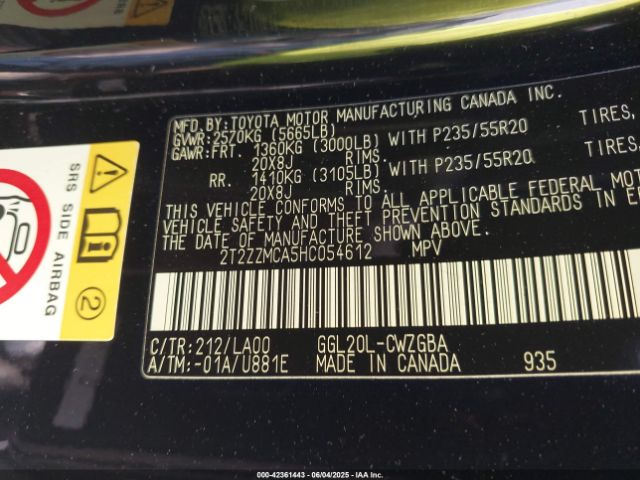 MFD.BY:TOYOTA MOTOR MANUFACTURING CANADA INC.
GVWR:2570KG (5665LB)
GAWR:FRT. 1360KG (3000LB) WITH P235/55R20 TIRES,
20X8J RIMS.
RR. 1410KG (3105LB) WITH P235/55R20 TIRES,
20X8J RIMS.
THIS VEHICLE CONFORMS TO ALL APPLICABLE FEDERAL MOT
VEHICLE SAFETY AND THEFT PREVENTION STANDARDS IN E
THE DATE OF MANUFACTURE SHOWN ABOVE.
2T2ZZMCA5HC054612 MPV
C/TR:212/LA00 GGL20L-CWZGBA
A/TM:-01A/U881E MADE IN CANADA 935
SRS SIDE AIRBAG
2
000-42361443 - 06/04/2025 - IAAI.com